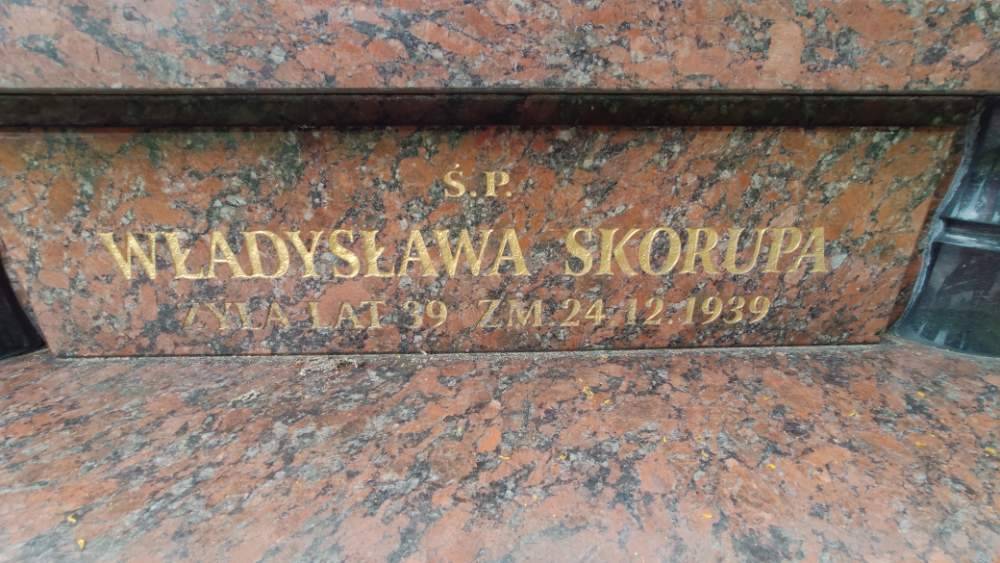 Ś.P.
WŁADYSŁAWA SKORUPA
ŻYŁA LAT 39 ZM. 24.12.1939